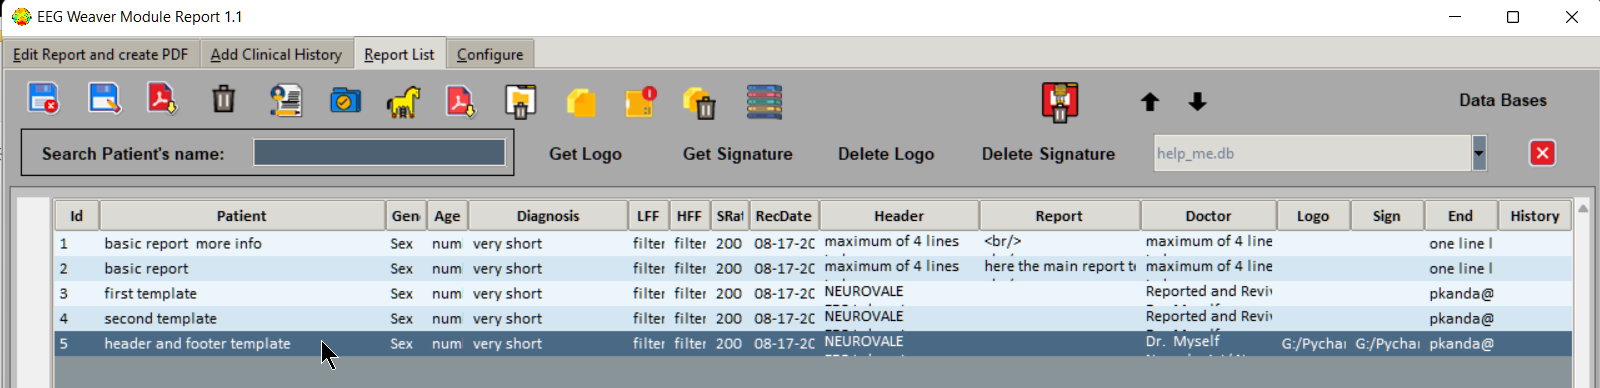 EEG Weaver Module Report 1.1
Edit Report and create PDF Add Clinical History Report List Configure
Data Bases
Search Patient's name: Get Logo Get Signature Delete Logo Delete Signature help_me.db
Id Patient Gen Age Diagnosis LFF HFF SRat RecDate Header Report Doctor Logo Sign End History
1 basic report more info Sex num very short filter filter 200 08-17-20 maximum of 4 lines <br/> maximum of 4 line one line l
2 basic report Sex num very short filter filter 200 08-17-20 maximum of 4 lines here the main report t maximum of 4 line one line l
3 first template Sex num very short filter filter 200 08-17-20 NEUROVALE Reported and Revi pkanda@
4 second template Sex num very short filter filter 200 08-17-20 NEUROVALE Reported and Revi pkanda@
5 header and footer template Sex num very short filter filter 200 08-17-20 NEUROVALE Dr. Myself G:/Pychar G:/Pychar pkanda@